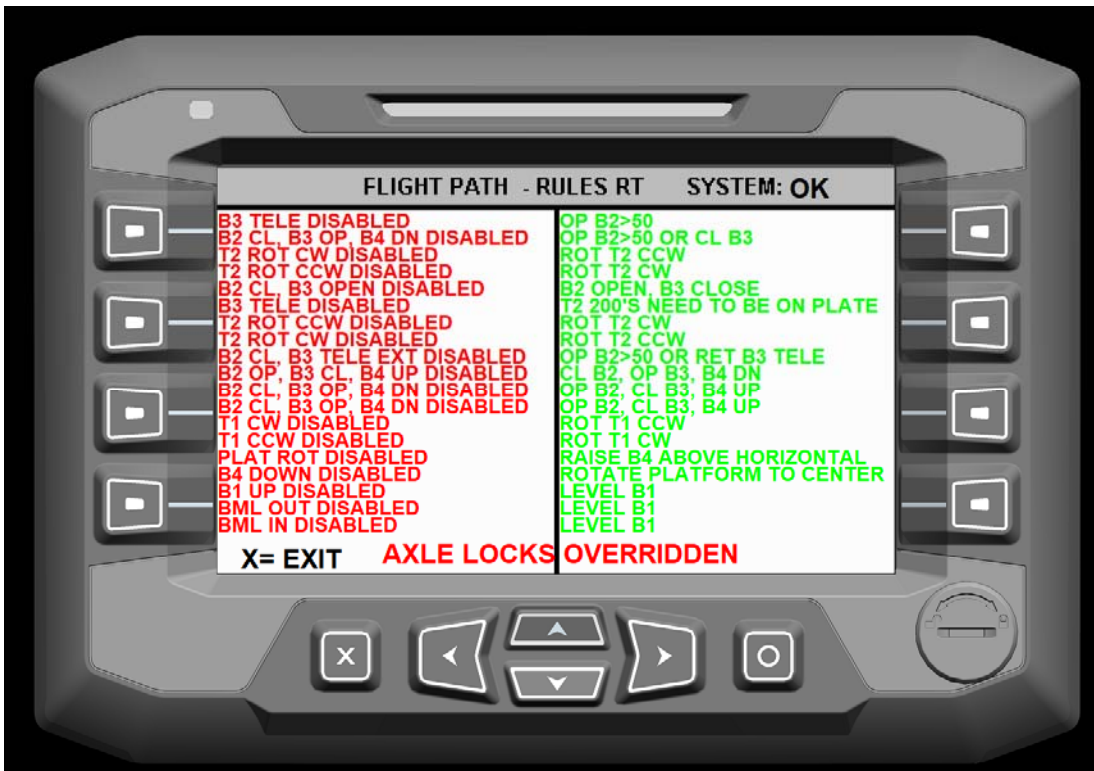 FLIGHT PATH - RULES RT SYSTEM: OK
B3 TELE DISABLED
B2 CL, B3 OP, B4 DN DISABLED
T2 ROT CW DISABLED
T2 ROT CCW DISABLED
B2 CL, B3 OPEN DISABLED
B3 TELE DISABLED
T2 ROT CCW DISABLED
T2 ROT CW DISABLED
B2 CL, B3 TELE EXT DISABLED
B2 OP, B3 CL, B4 UP DISABLED
B2 CL, B3 OP, B4 DN DISABLED
B2 CL, B3 OP, B4 DN DISABLED
T1 CW DISABLED
T1 CCW DISABLED
PLAT ROT DISABLED
B4 DOWN DISABLED
B1 UP DISABLED
BML OUT DISABLED
BML IN DISABLED
OP B2>50
OP B2>50 OR CL B3
ROT T2 CCW
ROT T2 CW
B2 OPEN, B3 CLOSE
T2 200'S NEED TO BE ON PLATE
ROT T2 CW
ROT T2 CCW
OP B2>50 OR RET B3 TELE
CL B2, OP B3, B4 DN
OP B2, CL B3, B4 UP
OP B2, CL B3, B4 UP
ROT T1 CCW
ROT T1 CW
RAISE B4 ABOVE HORIZONTAL
ROTATE PLATFORM TO CENTER
LEVEL B1
LEVEL B1
LEVEL B1
X= EXIT AXLE LOCKS OVERRIDDEN
X